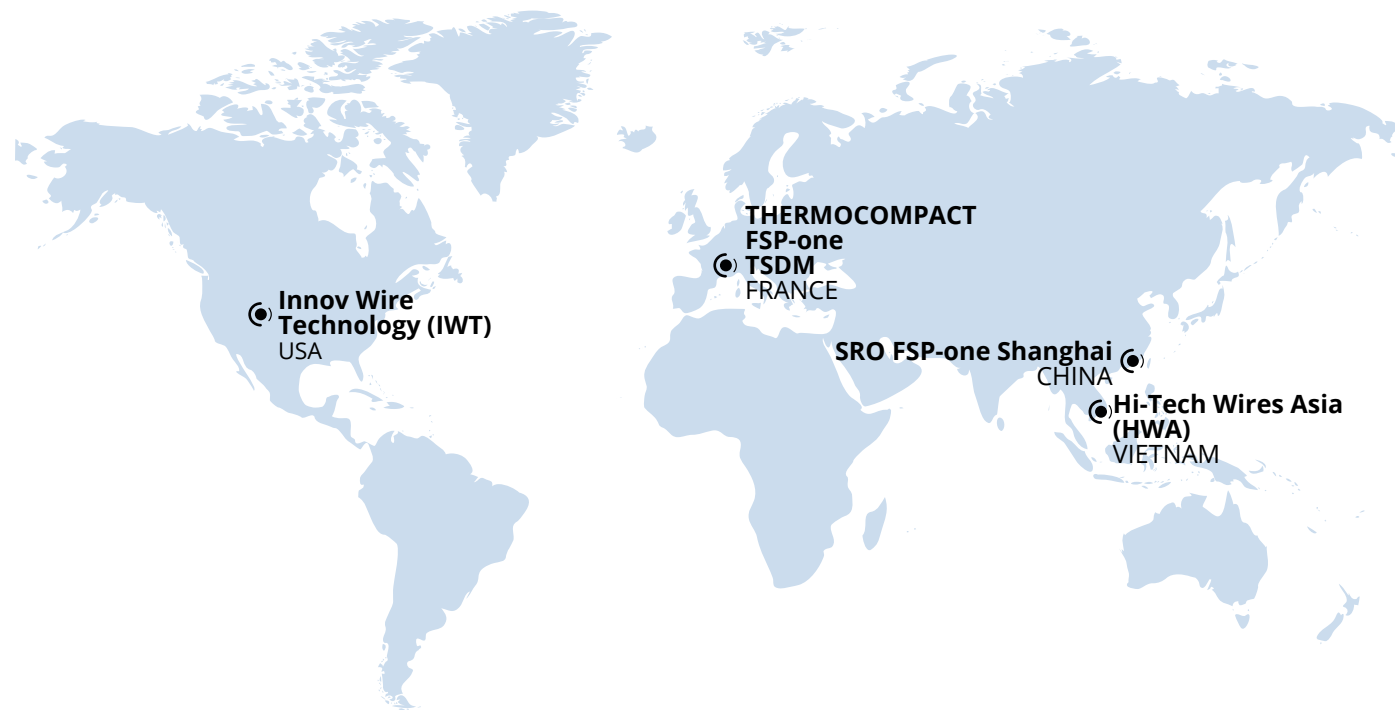 THERMOCOMPACT
FSP-one
TSDM
FRANCE
Innov Wire
Technology (IWT)
USA
SRO FSP-one Shanghai
CHINA
Hi-Tech Wires Asia
(HWA)
VIETNAM